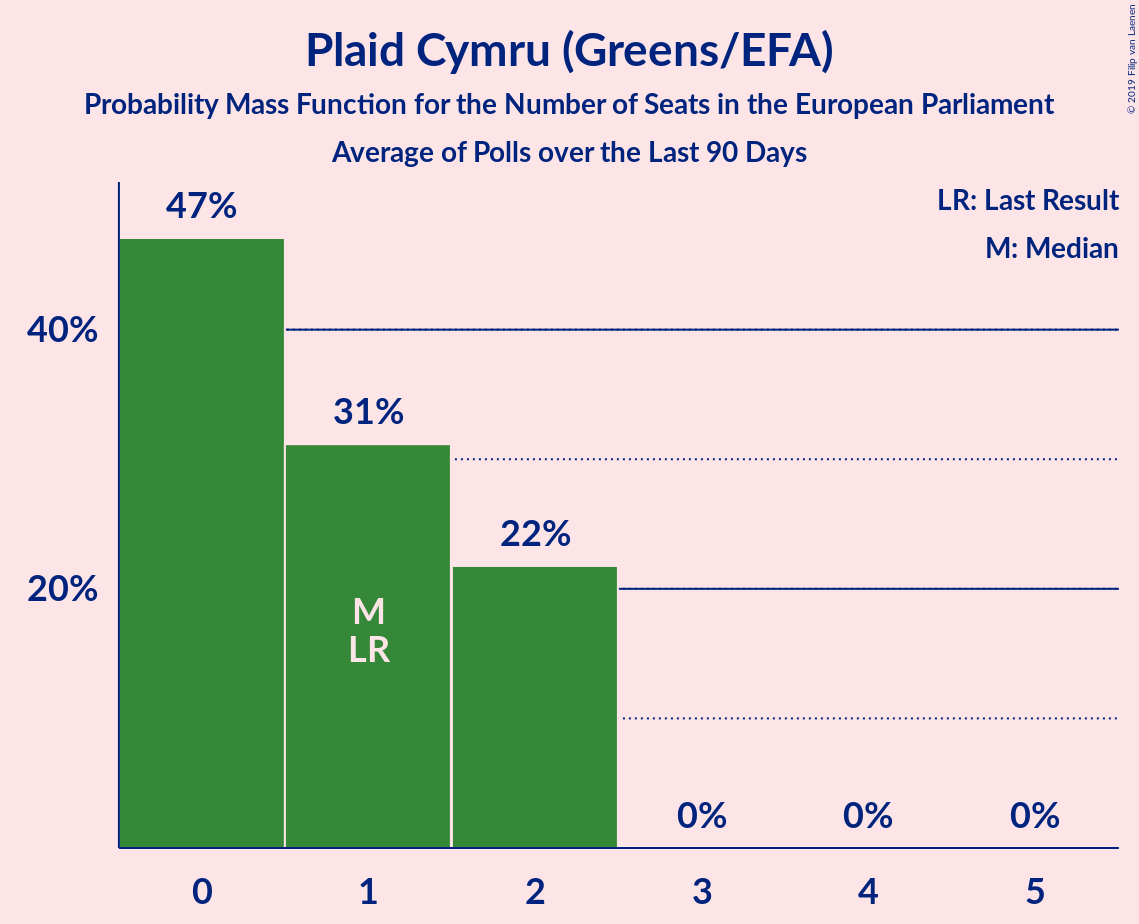 Plaid Cymru (Greens/EFA)
Probability Mass Function for the Number of Seats in the European Parliament
Average of Polls over the Last 90 Days
© 2019 Filip van Laenen
LR: Last Result
M: Median
47%
40%
31%
22%
20%
M
LR
0%
0%
0%
0
1
2
3
4
5